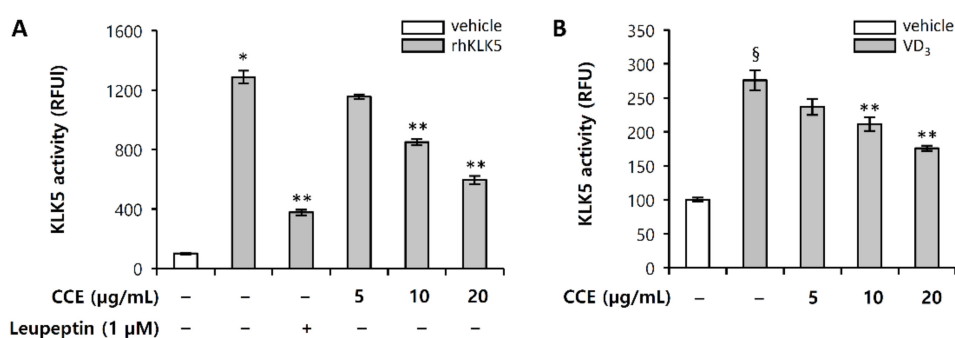 A
vehicle
rhKLK5
KLK5 activity (RFUI)
1600
1200
800
400
0
*
**
**
**
CCE (μg/mL) – – – 5 10 20
Leupeptin (1 μM) – – + – – –
B
vehicle
VD₃
KLK5 activity (RFU)
350
300
250
200
150
100
50
0
§
**
**
CCE (μg/mL) – – 5 10 20